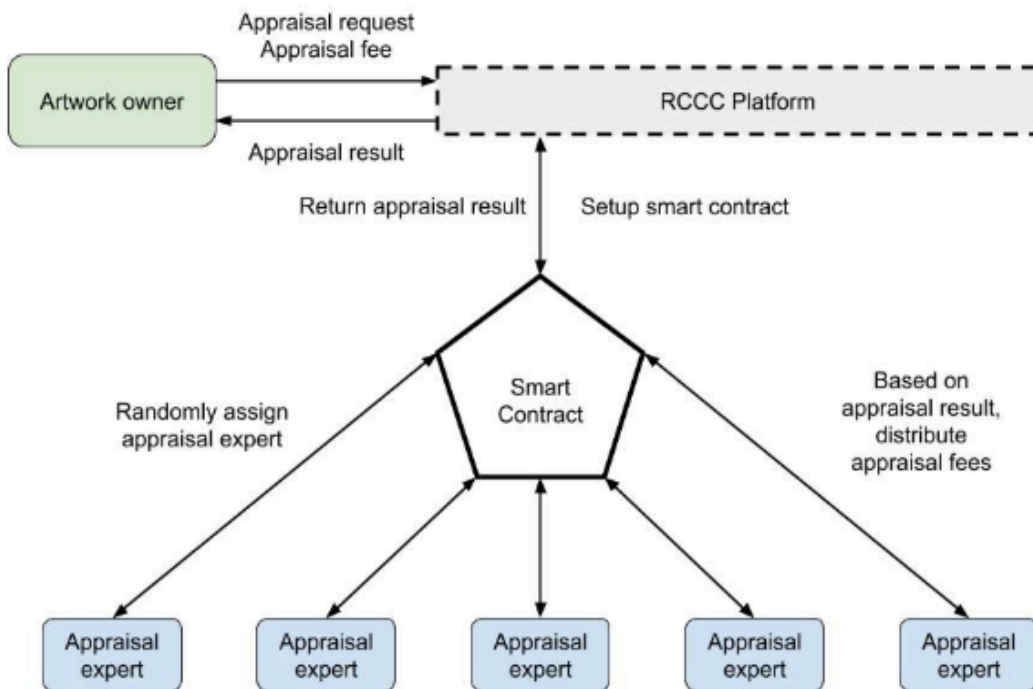 Appraisal request
Appraisal fee
Artwork owner
RCCC Platform
Appraisal result
Return appraisal result
Setup smart contract
Smart
Contract
Randomly assign
appraisal expert
Based on
appraisal result,
distribute
appraisal fees
Appraisal
expert
Appraisal
expert
Appraisal
expert
Appraisal
expert
Appraisal
expert